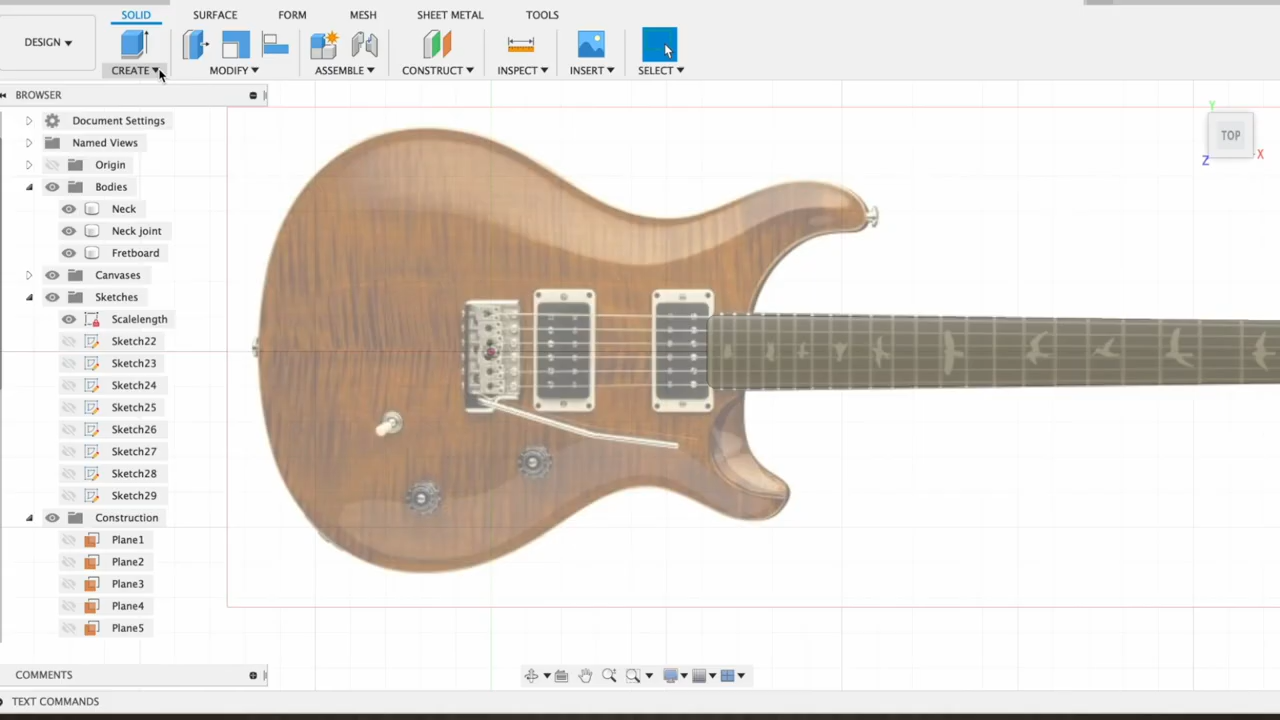 SOLID SURFACE FORM MESH SHEET METAL TOOLS
DESIGN
CREATE MODIFY ASSEMBLE CONSTRUCT INSPECT INSERT SELECT
BROWSER
Document Settings
Named Views
Origin
Bodies
Neck
Neck joint
Fretboard
Canvases
Sketches
Scalelength
Sketch22
Sketch23
Sketch24
Sketch25
Sketch26
Sketch27
Sketch28
Sketch29
Construction
Plane1
Plane2
Plane3
Plane4
Plane5
Y
TOP
Z X
COMMENTS
TEXT COMMANDS